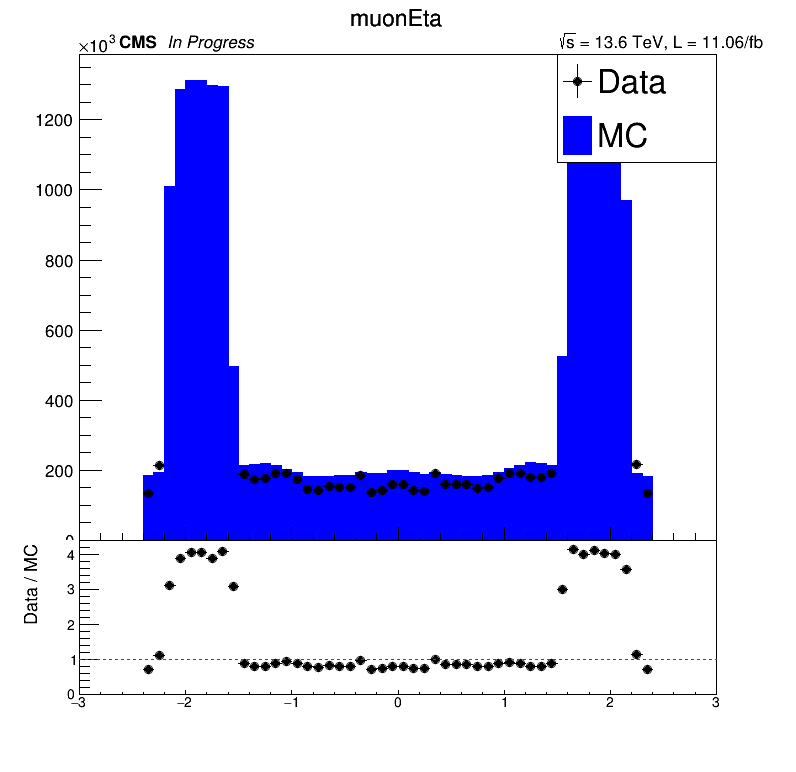 muonEta
×10³ CMS In Progress √s = 13.6 TeV, L = 11.06/fb
Data
MC
1200
1000
800
600
400
200
0
Data / MC
4
3
2
1
0
−3 −2 −1 0 1 2 3